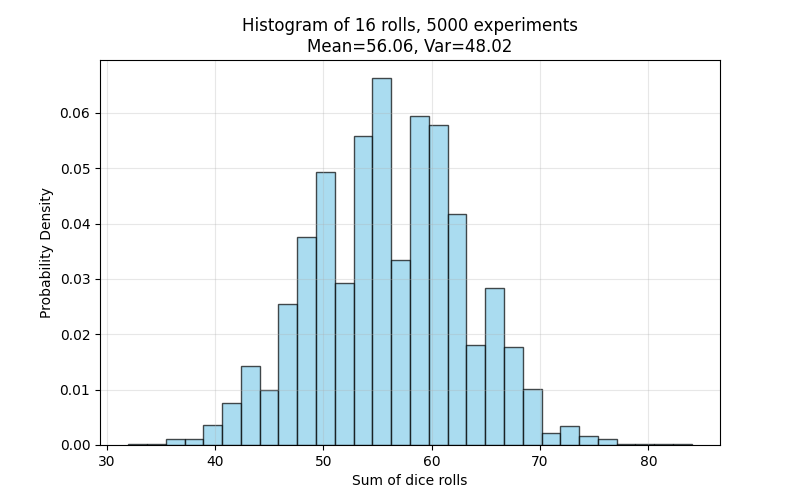 Histogram of 16 rolls, 5000 experiments
Mean=56.06, Var=48.02
Probability Density
0.06
0.05
0.04
0.03
0.02
0.01
0.00
30 40 50 60 70 80
Sum of dice rolls